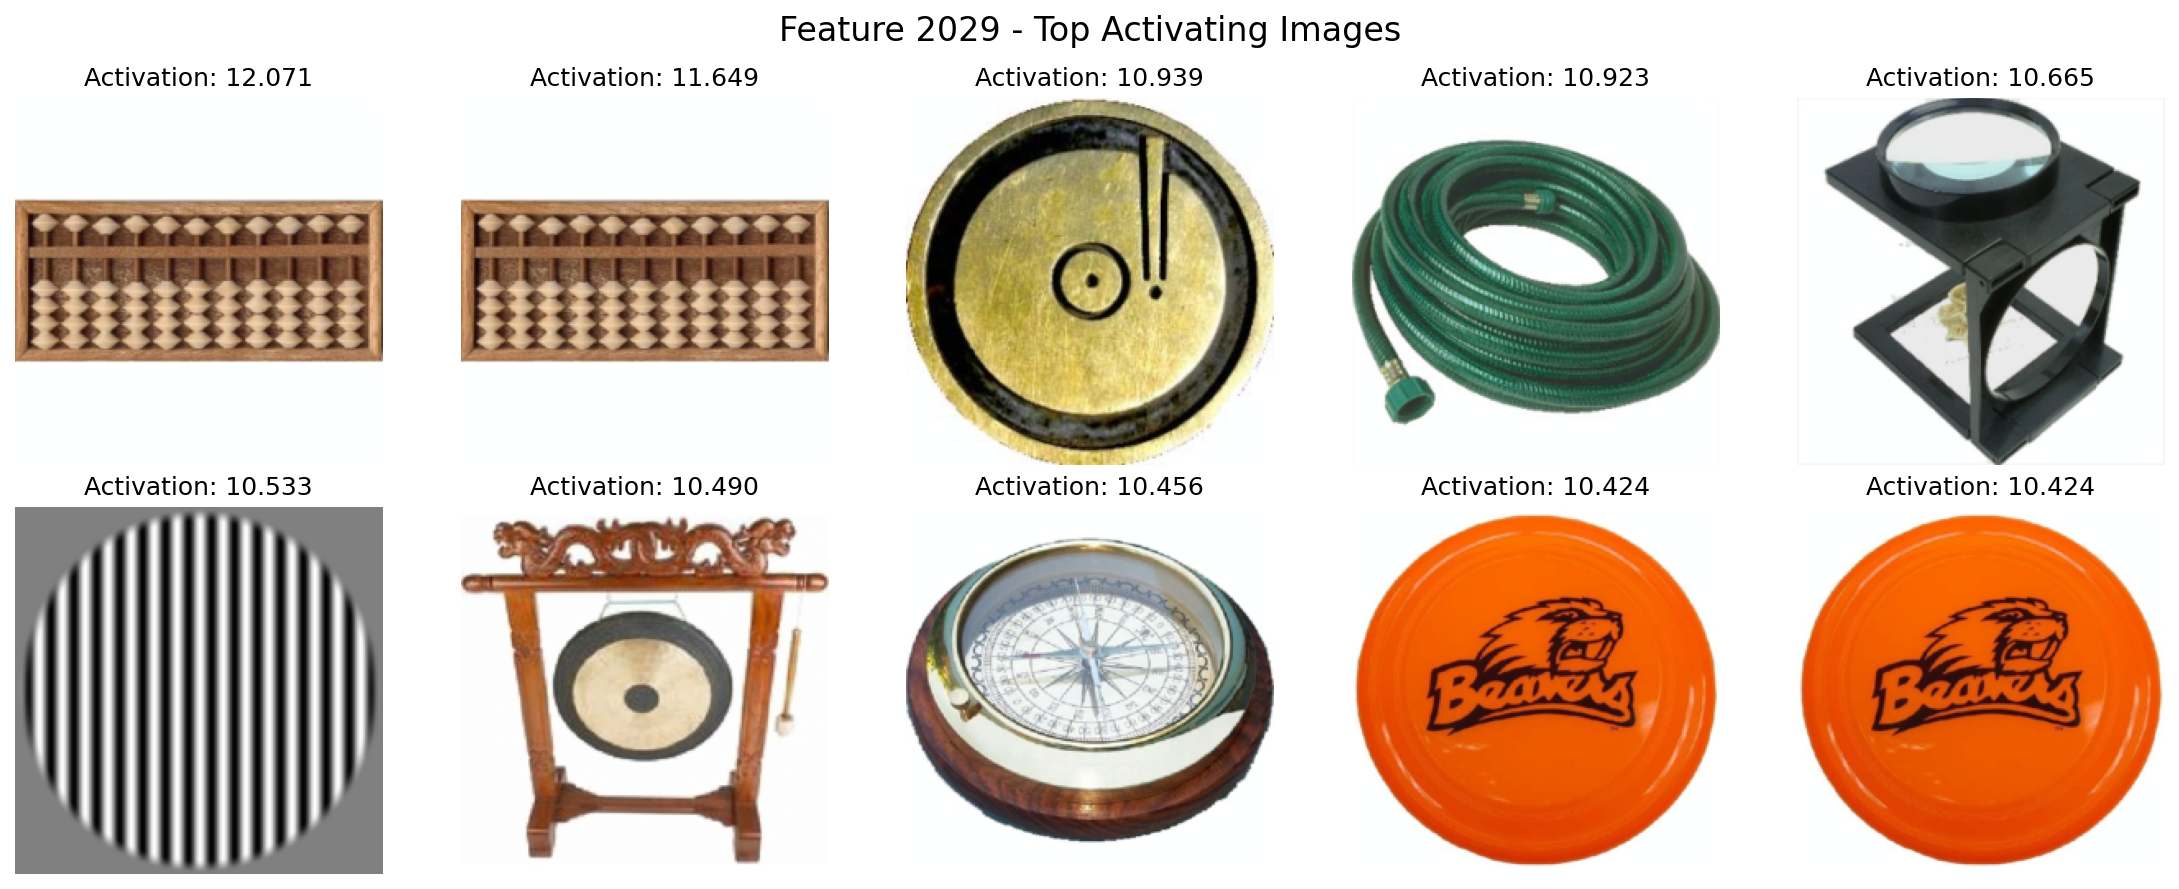 Feature 2029 - Top Activating Images
Activation: 12.071
Activation: 11.649
Activation: 10.939
Activation: 10.923
Activation: 10.665
Activation: 10.533
Activation: 10.490
Activation: 10.456
Activation: 10.424
Activation: 10.424
Beavers
Beavers